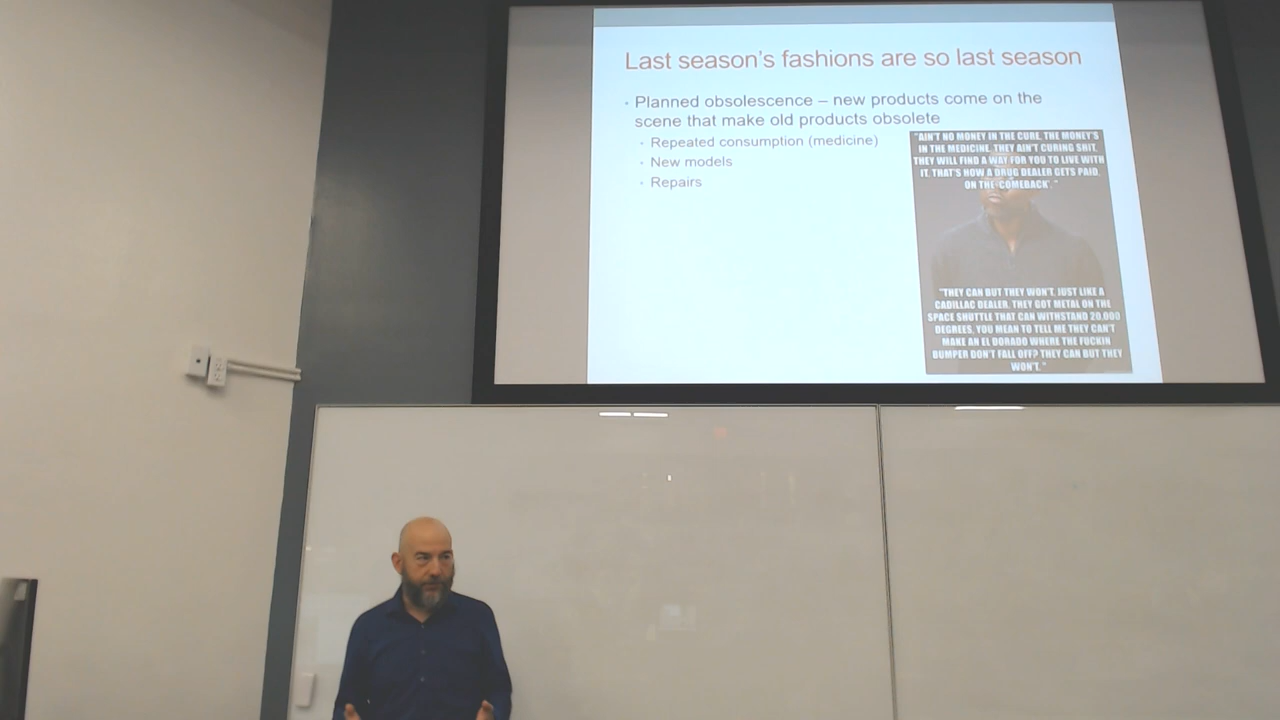 Last season's fashions are so last season
• Planned obsolescence – new products come on the
scene that make old products obsolete
• Repeated consumption (medicine)
• New models
• Repairs
"AIN'T NO MONEY IN THE CURE, THE MONEY'S
IN THE MEDICINE. THEY AIN'T CURING SHIT,
THEY WILL FIND A WAY FOR YOU TO LIVE WITH
IT. THAT'S HOW A DRUG DEALER GETS PAID.
ON THE 'COMEBACK'."
"THEY CAN BUT THEY WON'T. JUST LIKE A
CADILLAC DEALER, THEY GOT METAL ON THE
SPACE SHUTTLE THAT CAN WITHSTAND 20,000
DEGREES. YOU MEAN TO TELL ME THEY CAN'T
MAKE AN EL DORADO WHERE THE FUCKIN
BUMPER DON'T FALL OFF? THEY CAN BUT THEY
WON'T."